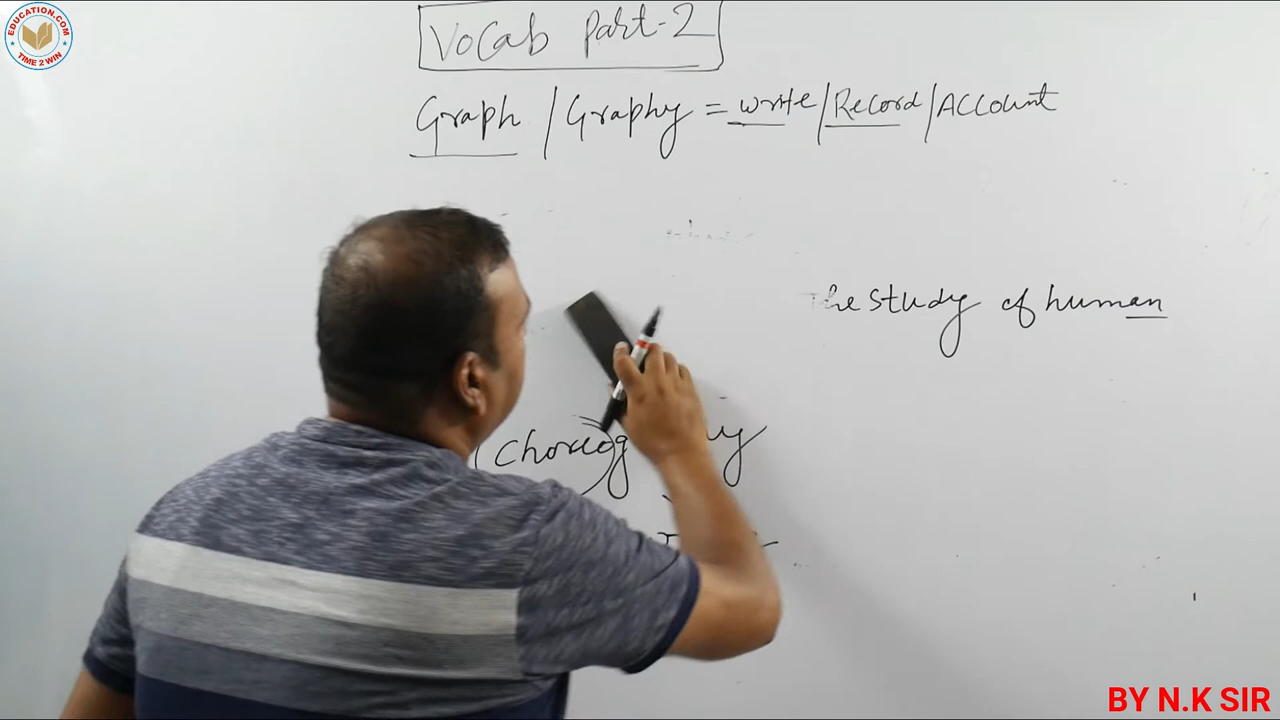 EDUCATION.COM
TIME 2 WIN
Vocab Part-2
Graph / Graphy = write / Record / Account
The study of human
Choreog y
BY N.K SIR